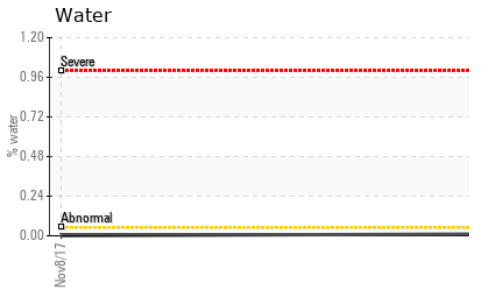 Water
1.20
Severe
0.96
0.72
% water
0.48
0.24
Abnormal
0.00
Nov8/17